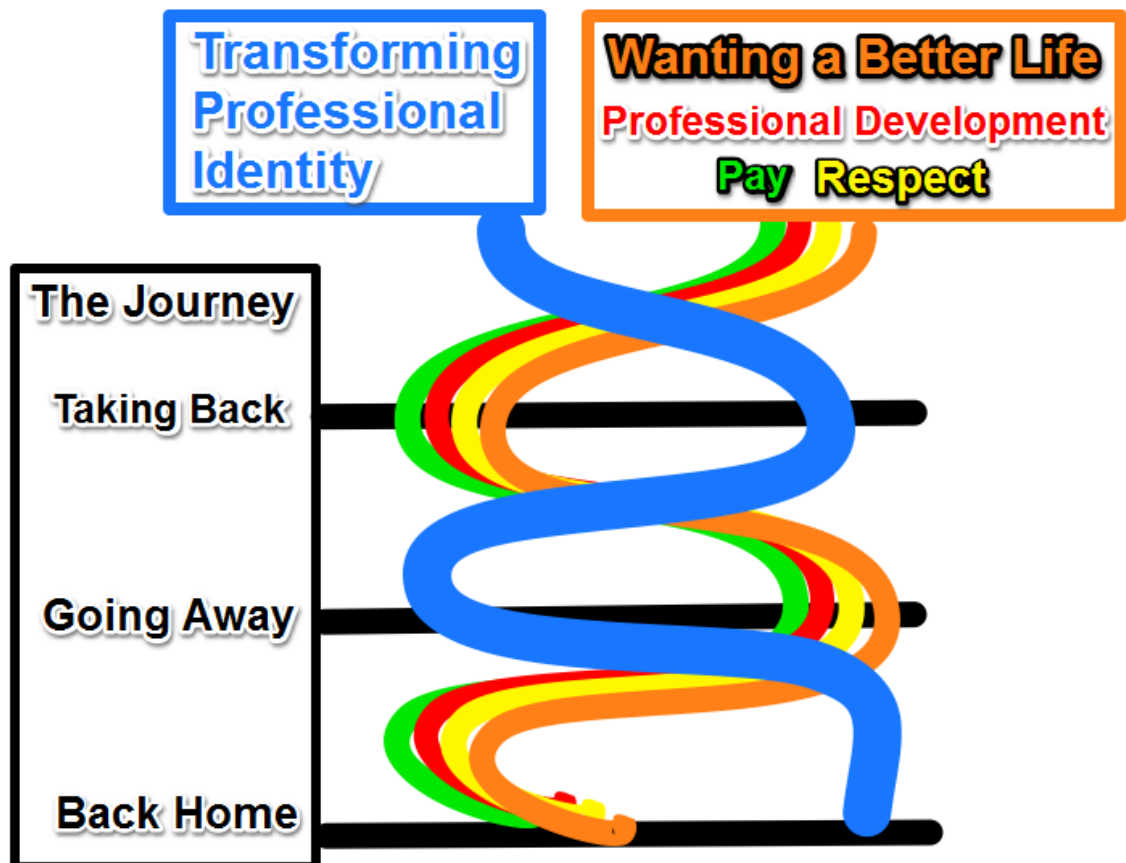 Transforming
Professional
Identity
Wanting a Better Life
Professional Development
Pay Respect
The Journey
Taking Back
Going Away
Back Home